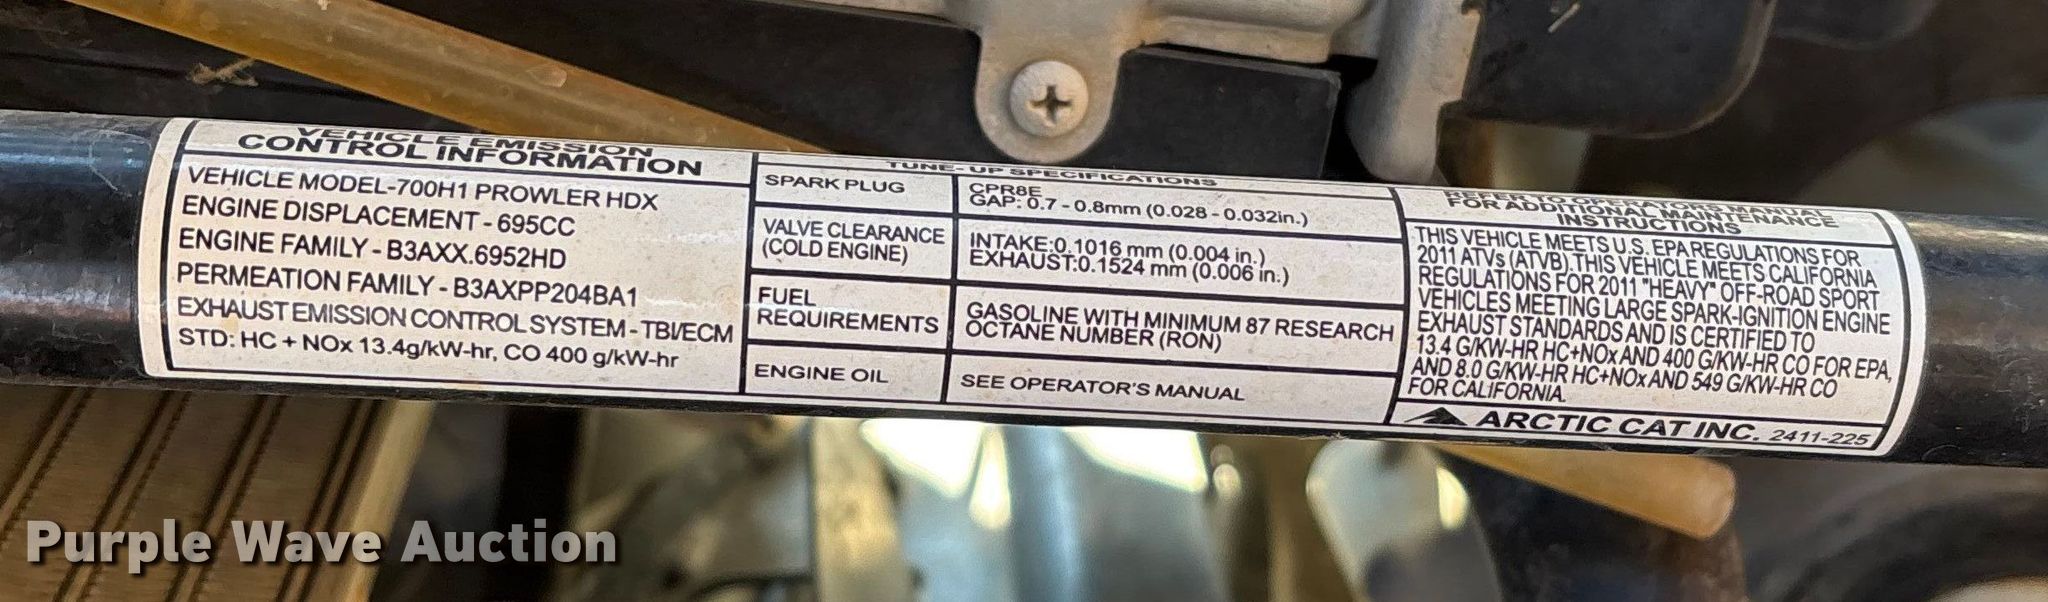 VEHICLE EMISSION
CONTROL INFORMATION
VEHICLE MODEL-700H1 PROWLER HDX
ENGINE DISPLACEMENT - 695CC
ENGINE FAMILY - B3AXX.6952HD
PERMEATION FAMILY - B3AXPP204BA1
EXHAUST EMISSION CONTROL SYSTEM - TBI/ECM
STD: HC + NOx 13.4g/kW-hr, CO 400 g/kW-hr
TUNE-UP SPECIFICATIONS
SPARK PLUG
CPR8E
GAP: 0.7 - 0.8mm (0.028 - 0.032in.)
VALVE CLEARANCE
(COLD ENGINE)
INTAKE:0.1016 mm (0.004 in.)
EXHAUST:0.1524 mm (0.006 in.)
FUEL
REQUIREMENTS
GASOLINE WITH MINIMUM 87 RESEARCH
OCTANE NUMBER (RON)
ENGINE OIL
SEE OPERATOR'S MANUAL
REFER TO OPERATORS MANUAL
FOR ADDITIONAL MAINTENANCE
INSTRUCTIONS
THIS VEHICLE MEETS U.S. EPA REGULATIONS FOR
2011 ATVs (ATVB). THIS VEHICLE MEETS CALIFORNIA
REGULATIONS FOR 2011 "HEAVY" OFF-ROAD SPORT
VEHICLES MEETING LARGE SPARK-IGNITION ENGINE
EXHAUST STANDARDS AND IS CERTIFIED TO
13.4 G/KW-HR HC+NOx AND 400 G/KW-HR CO FOR EPA,
AND 8.0 G/KW-HR HC+NOx AND 549 G/KW-HR CO
FOR CALIFORNIA.
ARCTIC CAT INC. 2411-225
Purple Wave Auction